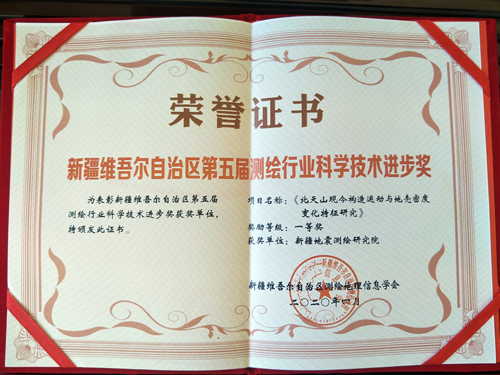 荣誉证书
新疆维吾尔自治区第五届测绘行业科学技术进步奖
为表彰新疆维吾尔自治区第五届
测绘行业科学技术进步奖获奖单位，
特颁发此证书。
项目名称：《北天山现今构造运动与地壳密度
变化特征研究》
奖励等级：一等奖
获奖单位：新疆地震测绘研究院
新疆维吾尔自治区测绘地理信息学会
二〇二〇年四月